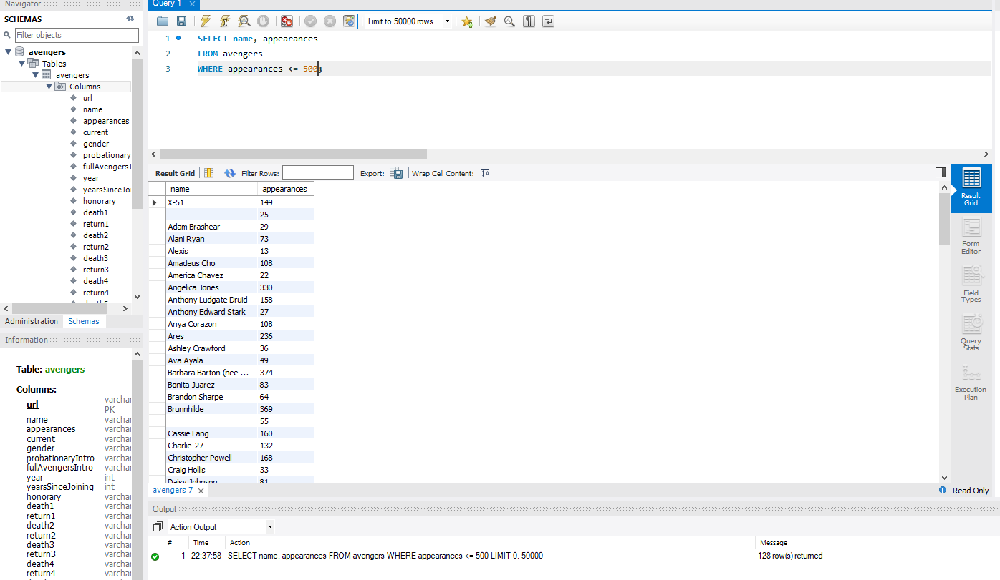 Navigator
SCHEMAS
Filter objects
avengers
Tables
avengers
Columns
url
name
appearances
current
gender
probationary
fullAvengersI
year
yearsSinceJoi
honorary
death1
return1
death2
return2
death3
return3
death4
return4
Administration Schemas
Information
Table: avengers
Columns:
url varchar PK
name varchar
appearances varchar
current varchar
gender varchar
probationaryIntro varchar
fullAvengersIntro varchar
year int
yearsSinceJoining int
honorary varchar
death1 varchar
return1 varchar
death2 varchar
return2 varchar
death3 varchar
return3 varchar
death4 varchar
return4 varchar
Query 1
Limit to 50000 rows
1 SELECT name, appearances
2 FROM avengers
3 WHERE appearances <= 500;
Result Grid Filter Rows: Export: Wrap Cell Content:
name appearances
X-51 149
25
Adam Brashear 29
Alani Ryan 73
Alexis 13
Amadeus Cho 108
America Chavez 22
Angelica Jones 330
Anthony Ludgate Druid 158
Anthony Edward Stark 27
Anya Corazon 108
Ares 236
Ashley Crawford 36
Ava Ayala 49
Barbara Barton (nee ... 374
Bonita Juarez 83
Brandon Sharpe 64
Brunnhilde 369
55
Cassie Lang 160
Charlie-27 132
Christopher Powell 168
Craig Hollis 33
Daisy Johnson 81
Result Grid
Form Editor
Field Types
Query Stats
Execution Plan
avengers 7 Read Only
Output
Action Output
# Time Action Message
1 22:37:58 SELECT name, appearances FROM avengers WHERE appearances <= 500 LIMIT 0, 50000 128 row(s) returned